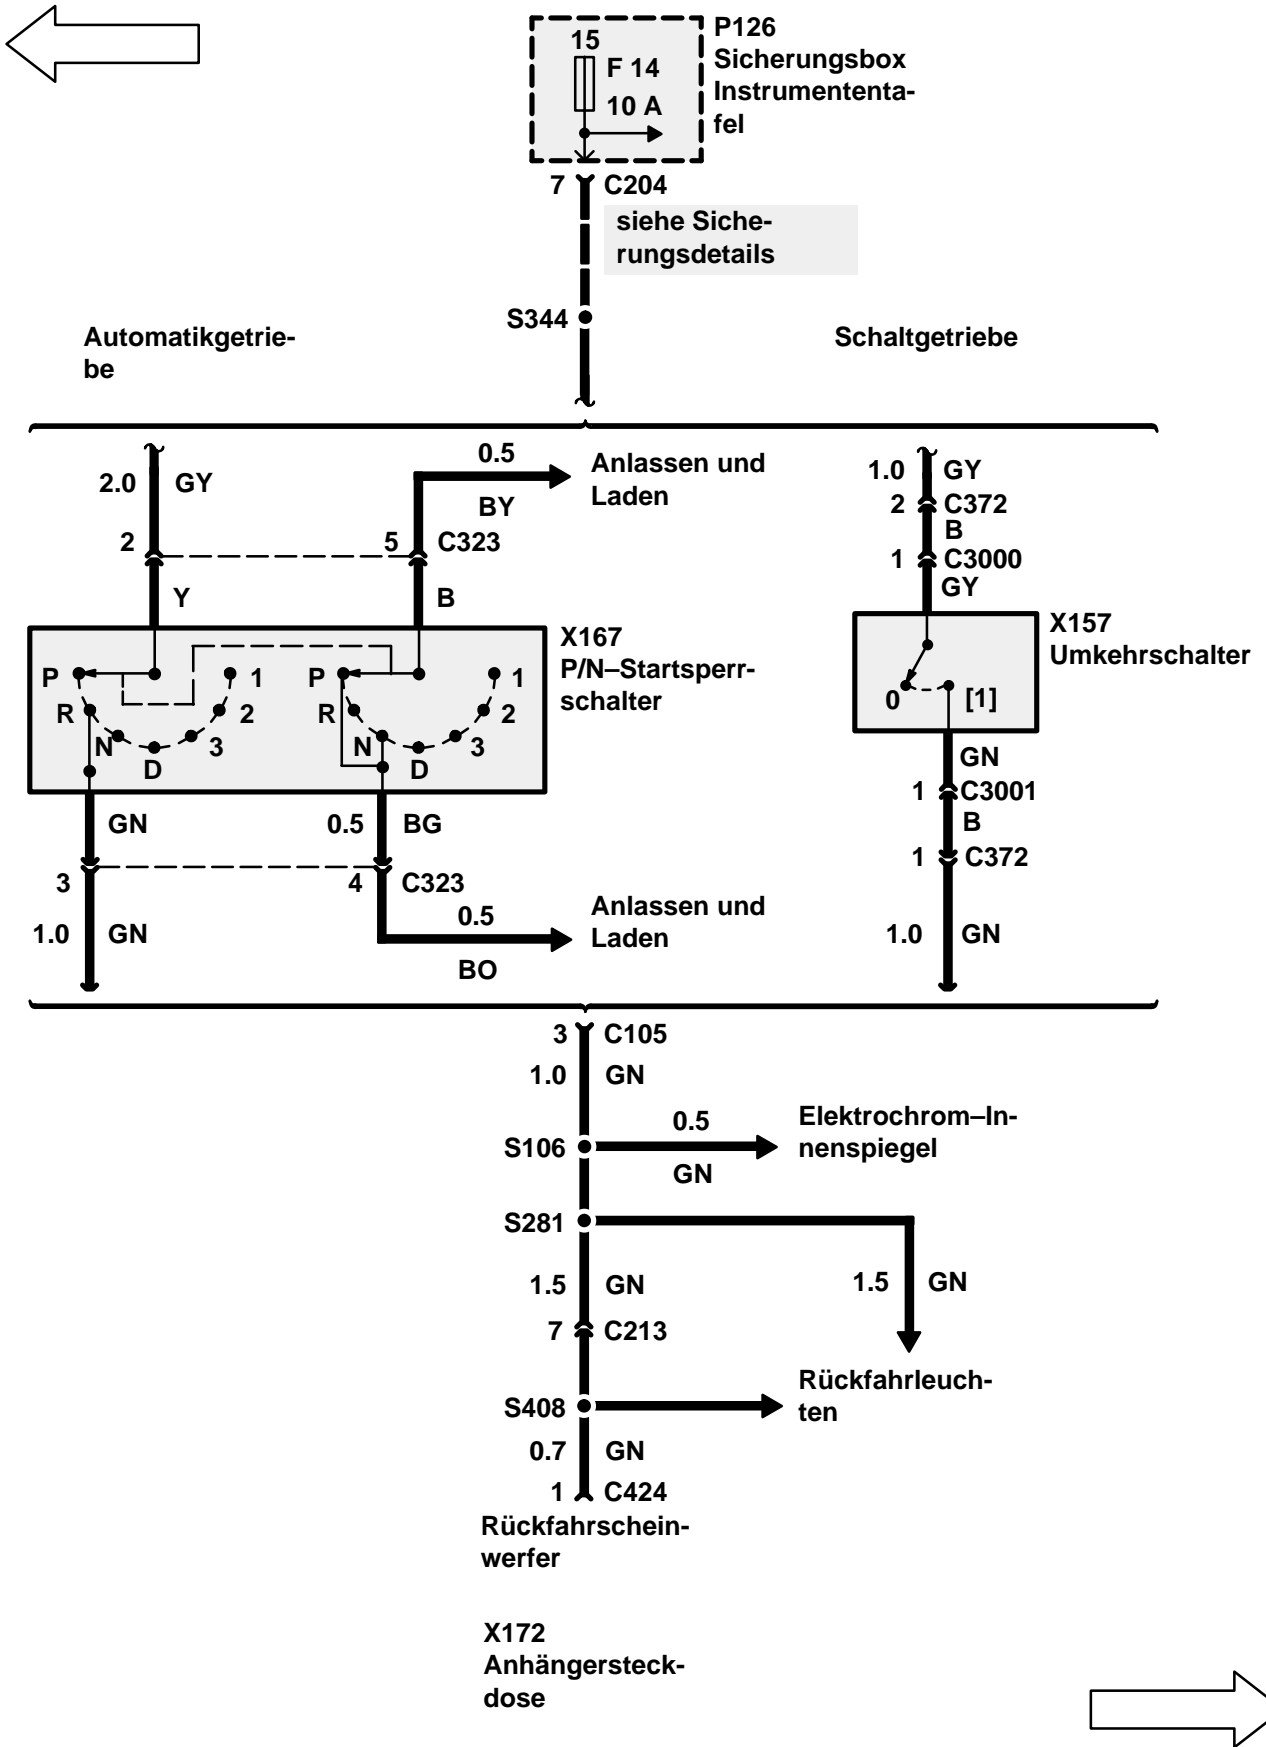 15
F 14
10 A
P126
Sicherungsbox
Instrumententa-
fel
7 C204
siehe Siche-
rungsdetails
S344
Automatikgetrie-
be
Schaltgetriebe
2.0 GY
0.5
BY
Anlassen und
Laden
1.0 GY
2 C372
B
1 C3000
GY
2
5 C323
Y
B
X167
P/N–Startsperr-
schalter
P
R
N
D
3
2
1
P
R
N
D
3
2
1
X157
Umkehrschalter
0 [1]
GN
1 C3001
B
1 C372
1.0 GN
GN
0.5 BG
3
4 C323
1.0 GN
0.5
BO
Anlassen und
Laden
3 C105
1.0 GN
S106
0.5
GN
Elektrochrom–In-
nenspiegel
S281
1.5 GN
1.5 GN
7 C213
Rückfahrleuch-
ten
S408
0.7 GN
1 C424
Rückfahrschein-
werfer
X172
Anhängersteck-
dose